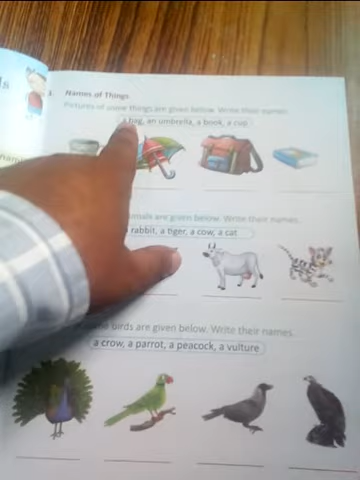 Names of Things
Pictures of some things are given below. Write their names.
a bag, an umbrella, a book, a cup
are given below. Write their names.
rabbit, a tiger, a cow, a cat
birds are given below. Write their names.
a crow, a parrot, a peacock, a vulture